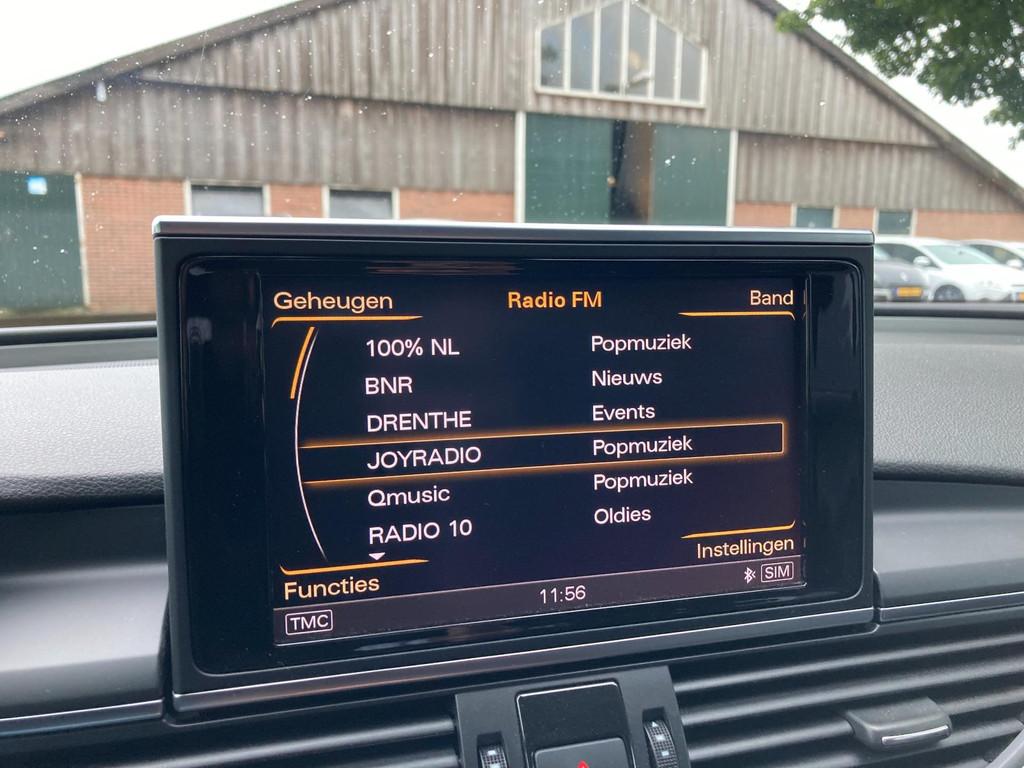 Geheugen Radio FM Band
100% NL Popmuziek
BNR Nieuws
DRENTHE Events
JOYRADIO Popmuziek
Qmusic Popmuziek
RADIO 10 Oldies
Instellingen
Functies
SIM
11:56
TMC